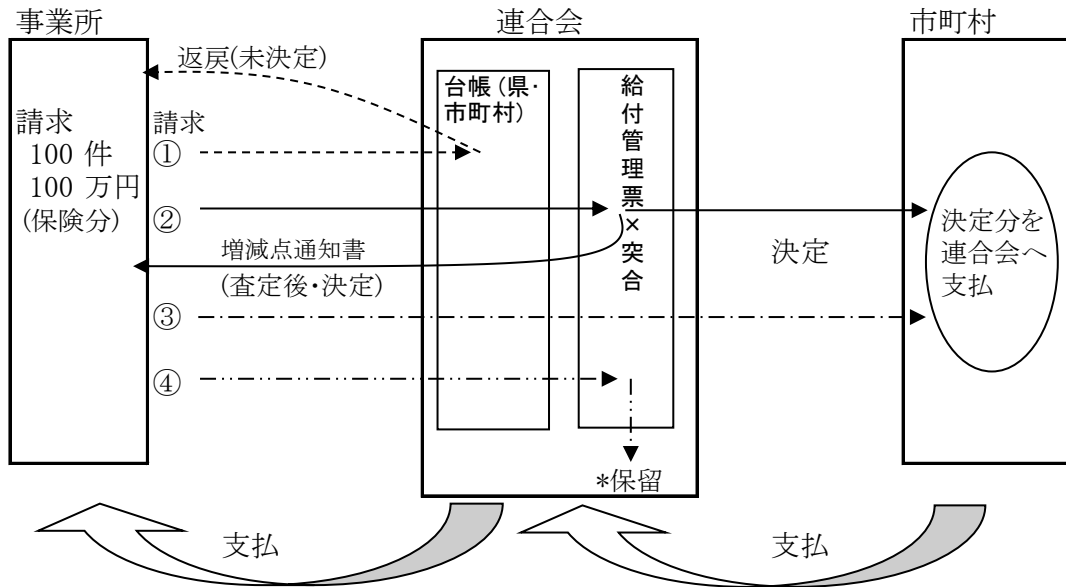 事業所
連合会
市町村
返戻(未決定)
台帳(県・
市町村)
給付管理票×突合
請求
100 件
100 万円
(保険分)
請求
①
②
増減点通知書
(査定後・決定)
③
④
決定
決定分を
連合会へ
支払
*保留
支払
支払